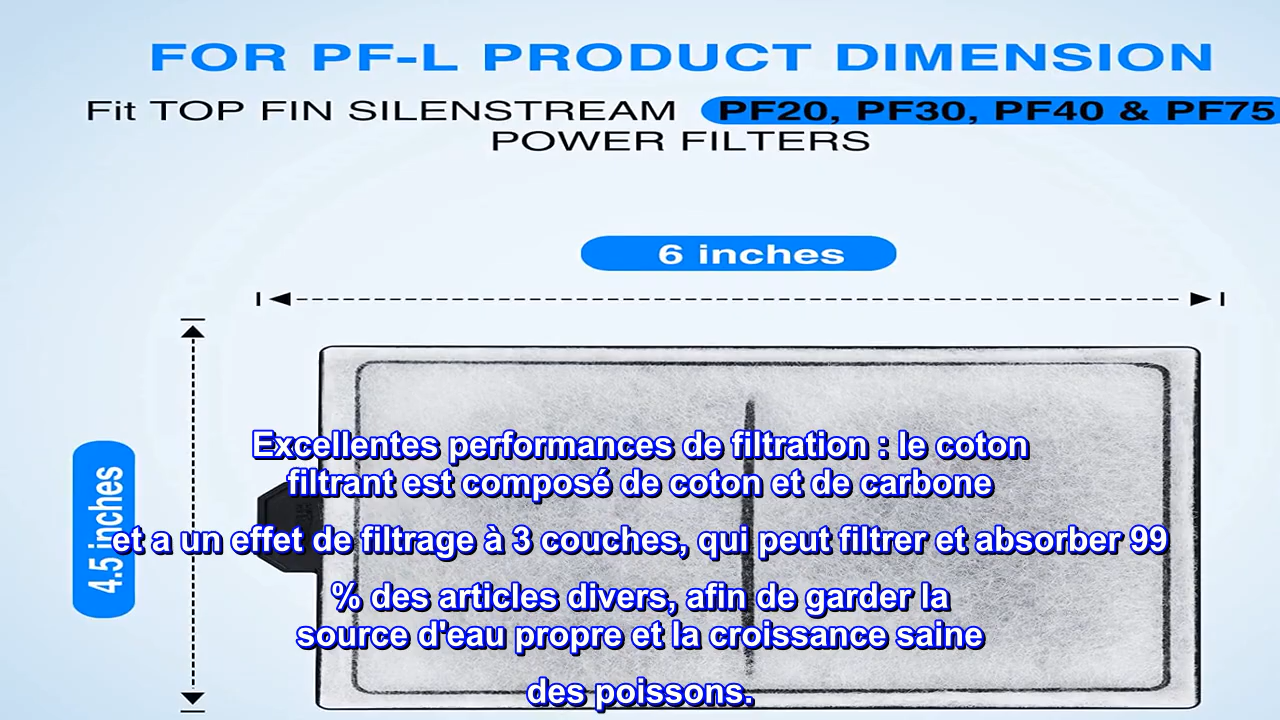 FOR PF-L PRODUCT DIMENSION
Fit TOP FIN SILENSTREAM PF20, PF30, PF40 & PF75
POWER FILTERS
6 inches
4.5 inches
Excellentes performances de filtration : le coton
filtrant est composé de coton et de carbone
et a un effet de filtrage à 3 couches, qui peut filtrer et absorber 99
% des articles divers, afin de garder la
source d'eau propre et la croissance saine
des poissons.